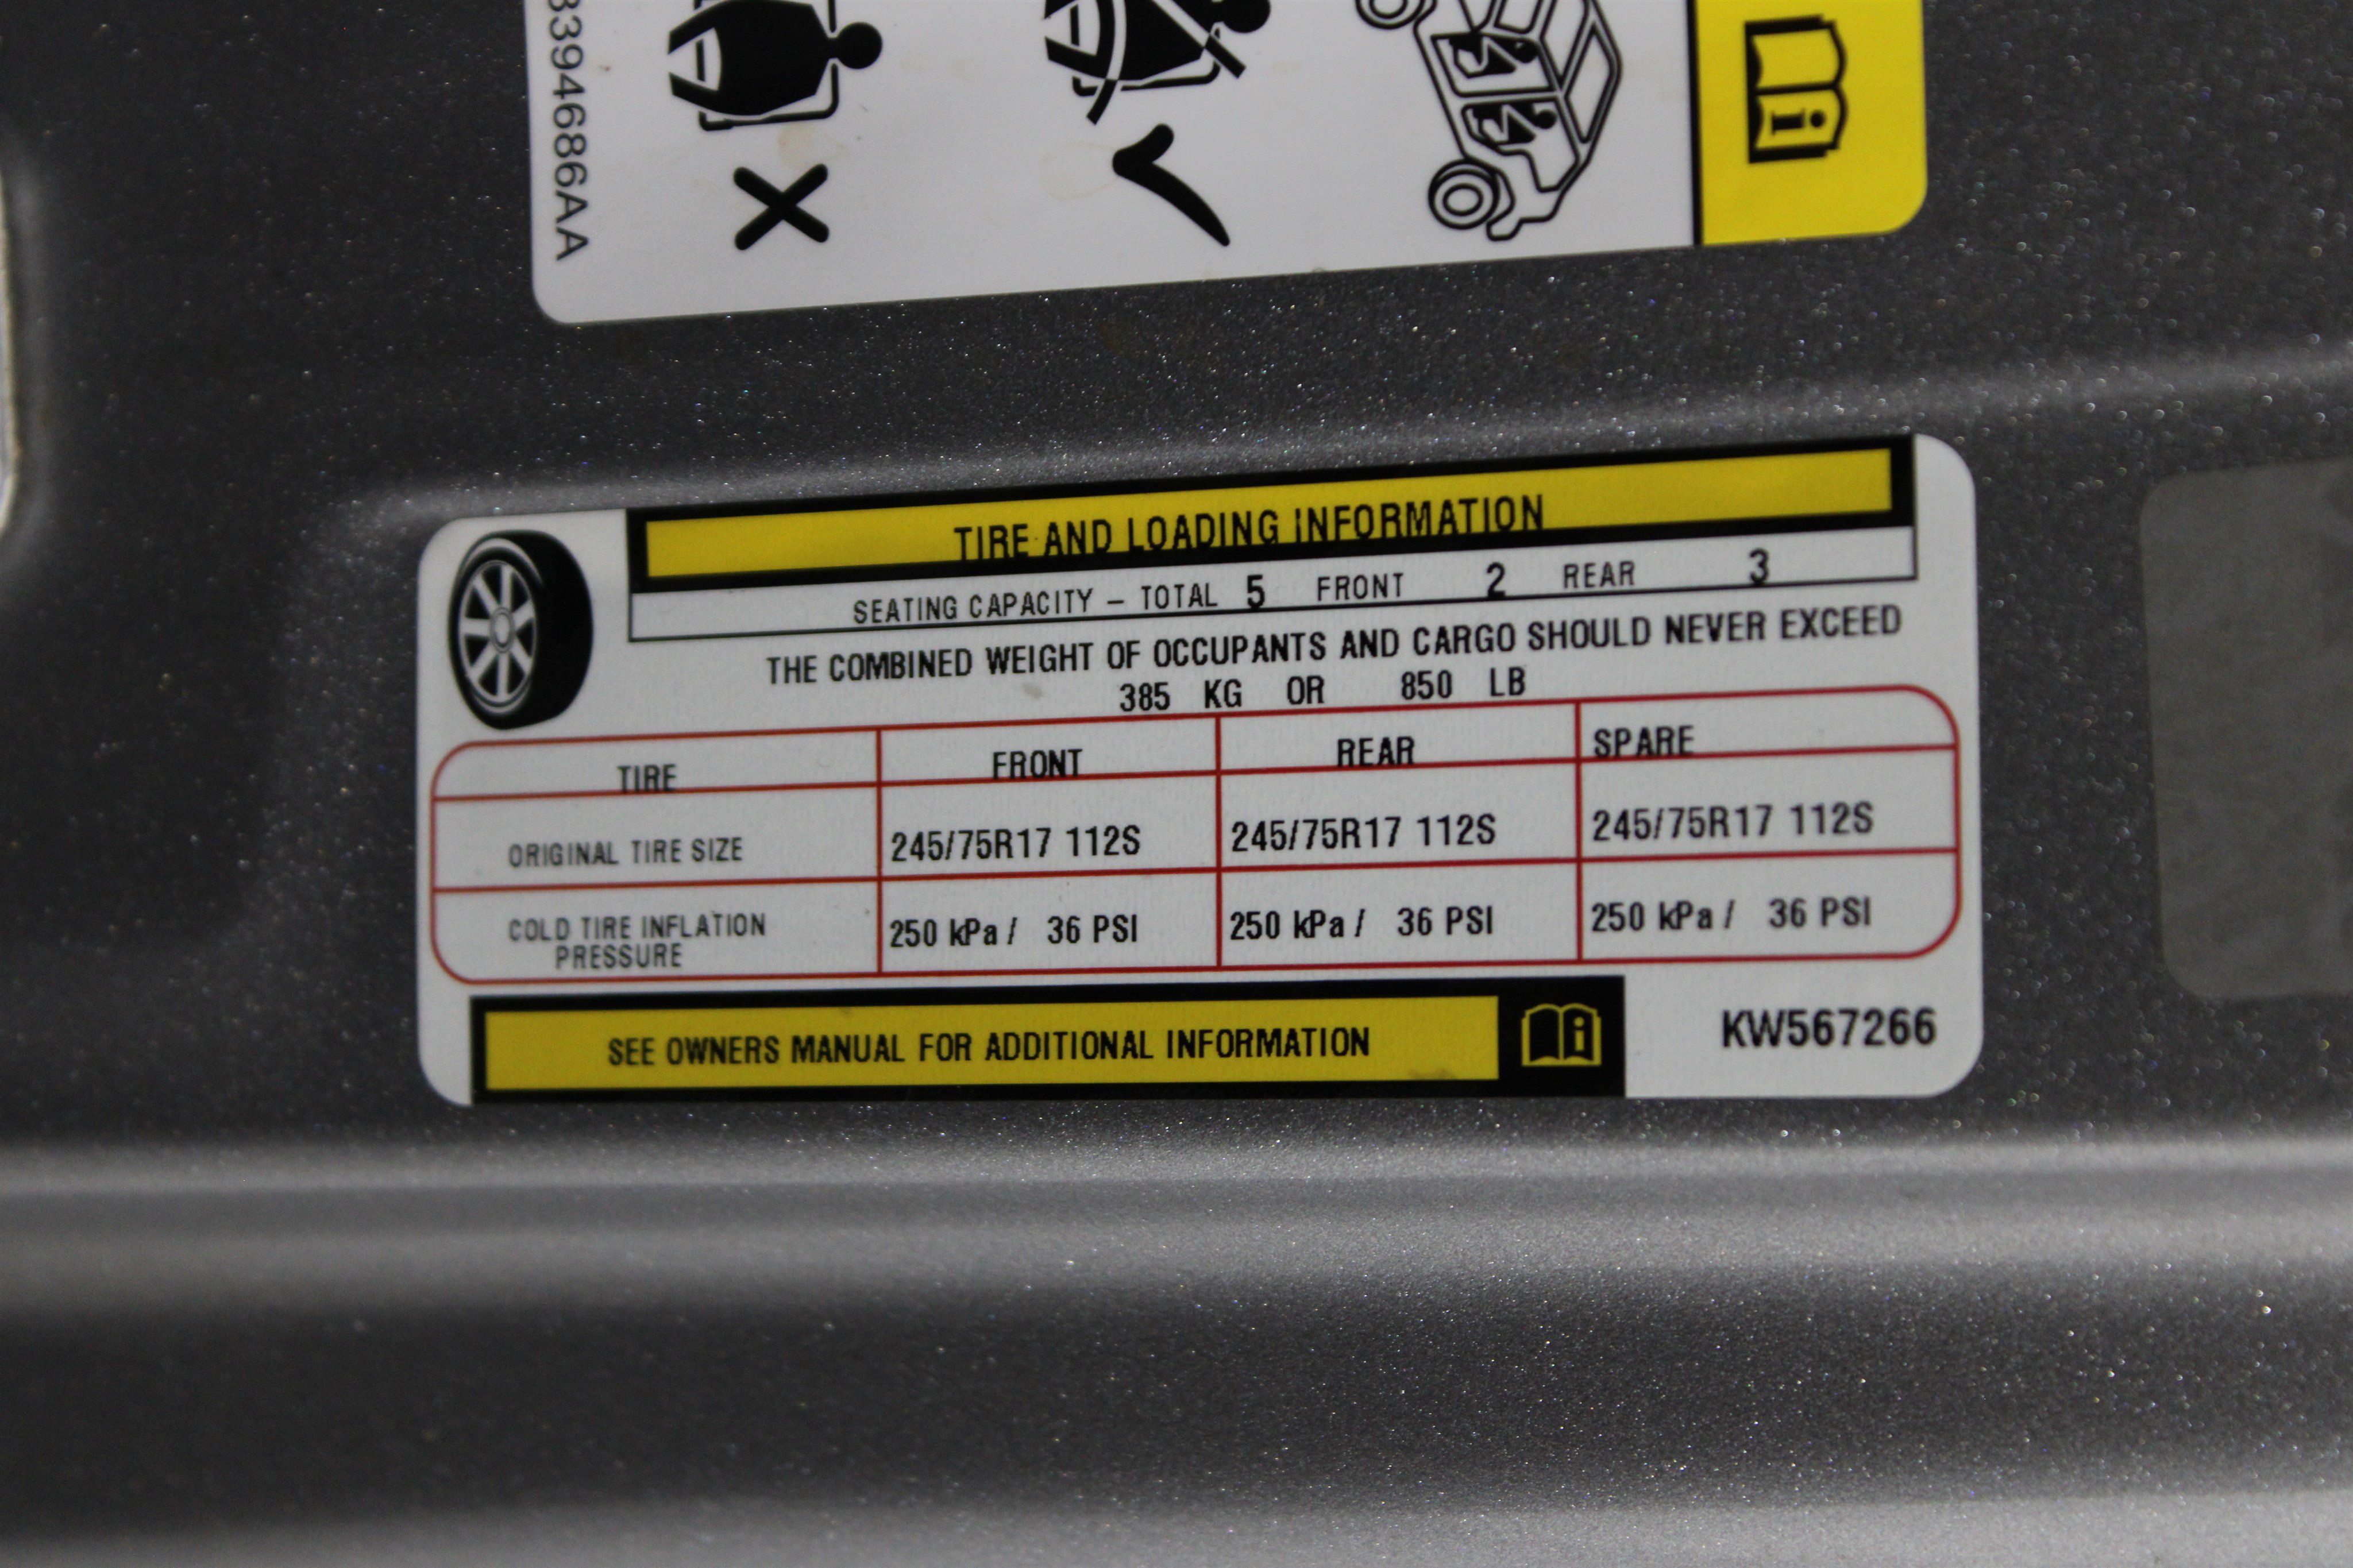 3394686AA
i
TIRE AND LOADING INFORMATION
SEATING CAPACITY – TOTAL 5 FRONT 2 REAR 3
THE COMBINED WEIGHT OF OCCUPANTS AND CARGO SHOULD NEVER EXCEED
385 KG OR 850 LB
TIRE FRONT REAR SPARE
ORIGINAL TIRE SIZE 245/75R17 112S 245/75R17 112S 245/75R17 112S
COLD TIRE INFLATION
PRESSURE 250 kPa / 36 PSI 250 kPa / 36 PSI 250 kPa / 36 PSI
SEE OWNERS MANUAL FOR ADDITIONAL INFORMATION i
KW567266